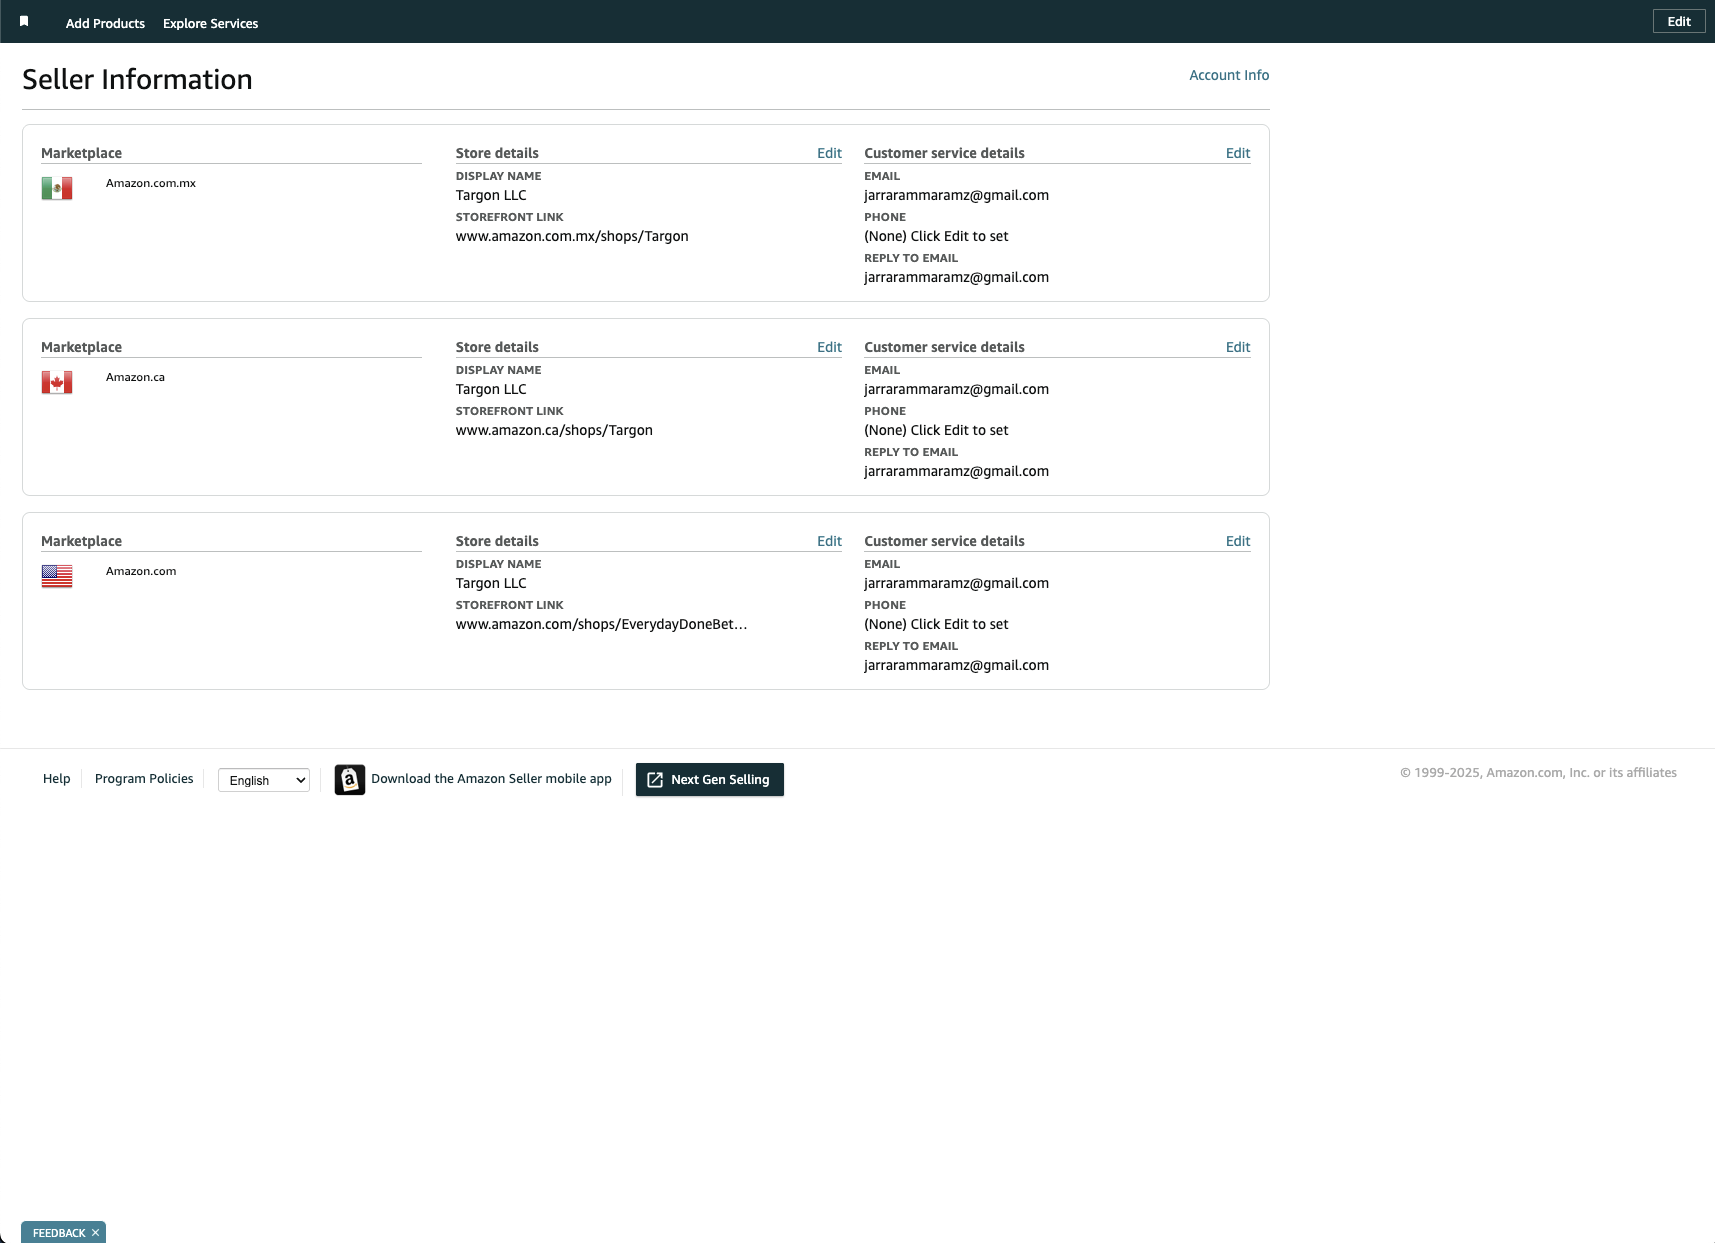 Add Products
Explore Services
Edit
Seller Information
Account Info
Marketplace
Amazon.com.mx
Store details
Edit
DISPLAY NAME
Targon LLC
STOREFRONT LINK
www.amazon.com.mx/shops/Targon
Customer service details
Edit
EMAIL
jarrarammaramz@gmail.com
PHONE
(None) Click Edit to set
REPLY TO EMAIL
jarrarammaramz@gmail.com
Marketplace
Amazon.ca
Store details
Edit
DISPLAY NAME
Targon LLC
STOREFRONT LINK
www.amazon.ca/shops/Targon
Customer service details
Edit
EMAIL
jarrarammaramz@gmail.com
PHONE
(None) Click Edit to set
REPLY TO EMAIL
jarrarammaramz@gmail.com
Marketplace
Amazon.com
Store details
Edit
DISPLAY NAME
Targon LLC
STOREFRONT LINK
www.amazon.com/shops/EverydayDoneBet…
Customer service details
Edit
EMAIL
jarrarammaramz@gmail.com
PHONE
(None) Click Edit to set
REPLY TO EMAIL
jarrarammaramz@gmail.com
Help
Program Policies
English
a
Download the Amazon Seller mobile app
Next Gen Selling
© 1999-2025, Amazon.com, Inc. or its affiliates
FEEDBACK ×